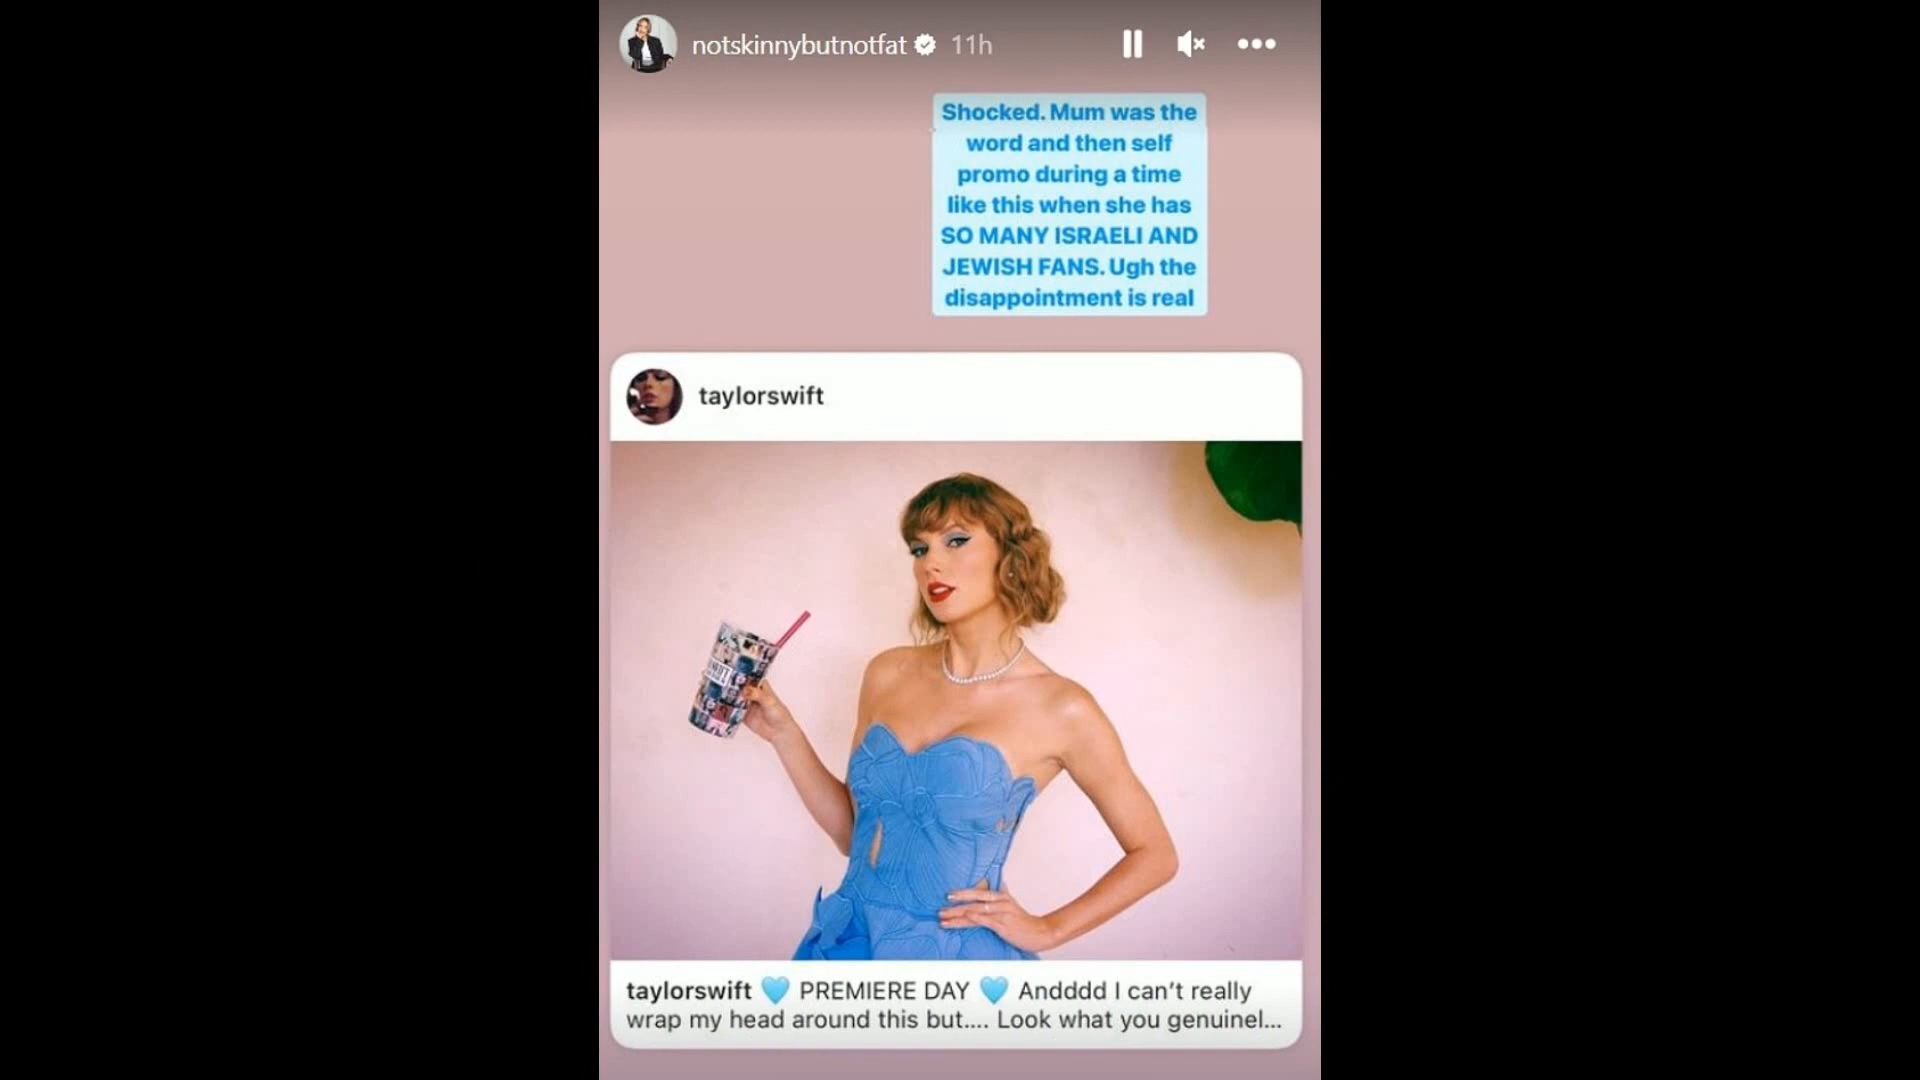 notskinnybutnotfat 11h
Shocked. Mum was the
word and then self
promo during a time
like this when she has
SO MANY ISRAELI AND
JEWISH FANS. Ugh the
disappointment is real
taylorswift
taylorswift 🩵 PREMIERE DAY 🩵 Andddd I can’t really
wrap my head around this but.... Look what you genuinel...